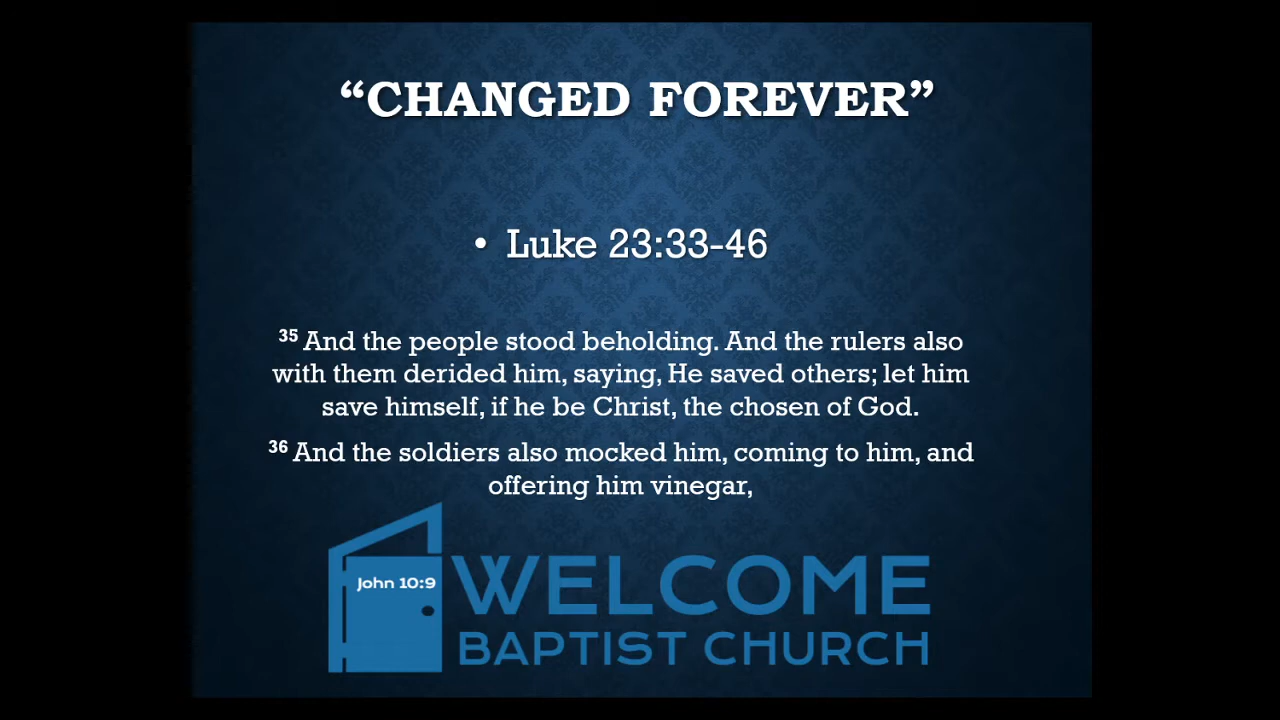 “CHANGED FOREVER”
• Luke 23:33-46
35 And the people stood beholding. And the rulers also
with them derided him, saying, He saved others; let him
save himself, if he be Christ, the chosen of God.
36 And the soldiers also mocked him, coming to him, and
offering him vinegar,
John 10:9
WELCOME
BAPTIST CHURCH